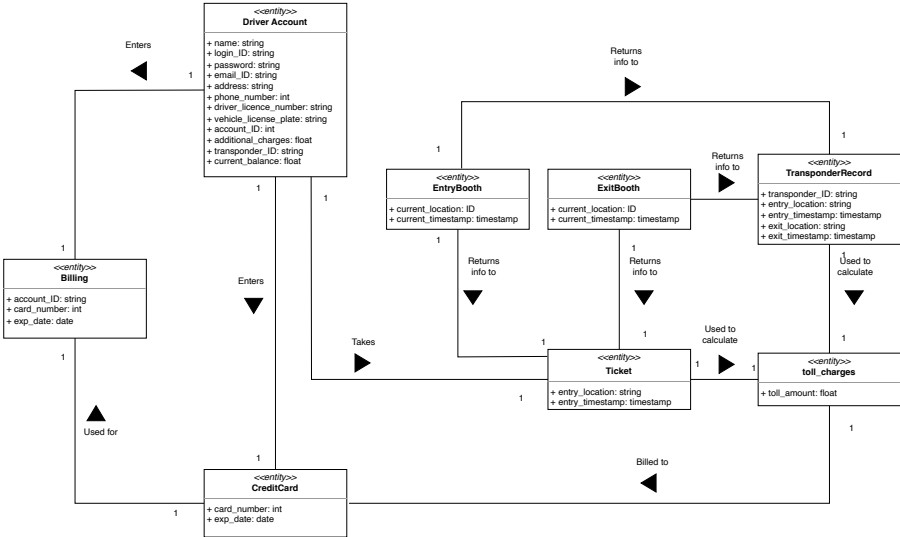 <<entity>>
Driver Account
+ name: string
+ login_ID: string
+ password: string
+ email_ID: string
+ address: string
+ phone_number: int
+ driver_licence_number: string
+ vehicle_license_plate: string
+ account_ID: int
+ additional_charges: float
+ transponder_ID: string
+ current_balance: float
Enters
1
1
1
1
Returns
info to
1
1
<<entity>>
EntryBooth
+ current_location: ID
+ current_timestamp: timestamp
1
<<entity>>
ExitBooth
+ current_location: ID
+ current_timestamp: timestamp
1
Returns
info to
<<entity>>
TransponderRecord
+ transponder_ID: string
+ entry_location: string
+ entry_timestamp: timestamp
+ exit_location: string
+ exit_timestamp: timestamp
1
<<entity>>
Billing
+ account_ID: string
+ card_number: int
+ exp_date: date
1
Enters
Returns
info to
1
Returns
info to
1
Used to
calculate
1
Takes
1
<<entity>>
Ticket
+ entry_location: string
+ entry_timestamp: timestamp
1
Used to
calculate
1
<<entity>>
toll_charges
+ toll_amount: float
1
Used for
Billed to
1
1
<<entity>>
CreditCard
+ card_number: int
+ exp_date: date